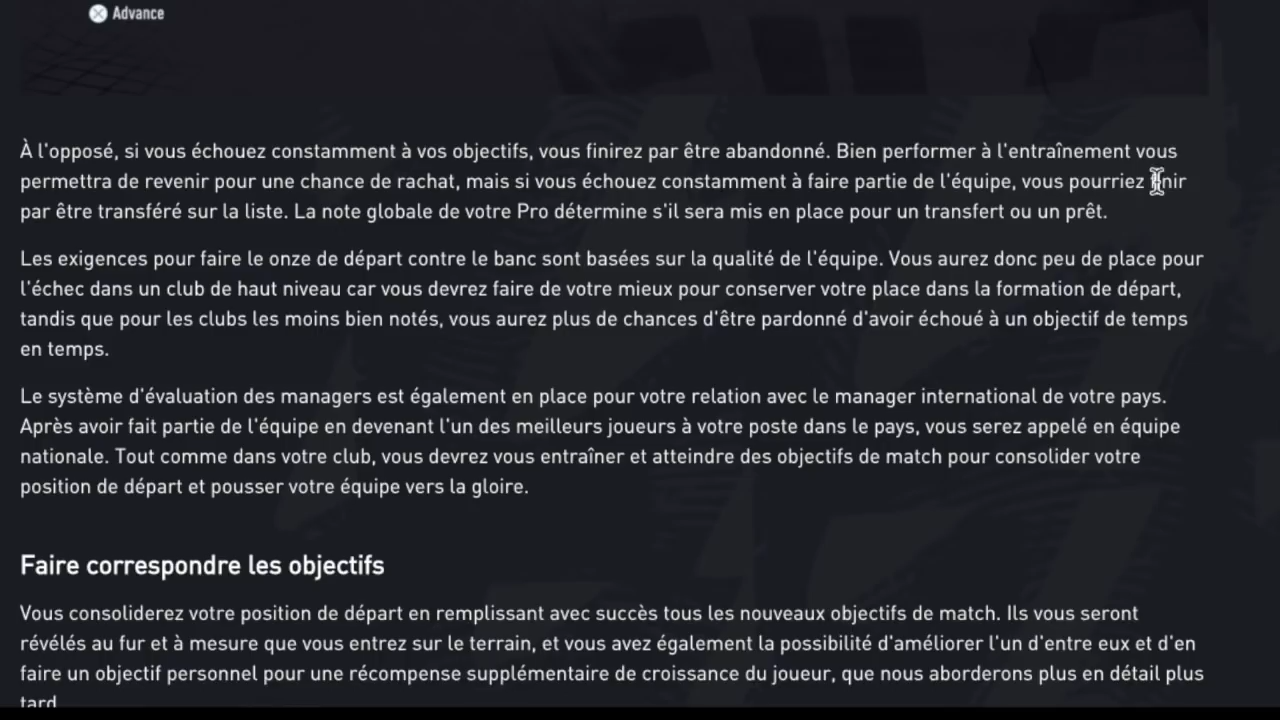 Advance
À l'opposé, si vous échouez constamment à vos objectifs, vous finirez par être abandonné. Bien performer à l'entraînement vous
permettra de revenir pour une chance de rachat, mais si vous échouez constamment à faire partie de l'équipe, vous pourriez finir
par être transféré sur la liste. La note globale de votre Pro détermine s'il sera mis en place pour un transfert ou un prêt.
Les exigences pour faire le onze de départ contre le banc sont basées sur la qualité de l'équipe. Vous aurez donc peu de place pour
l'échec dans un club de haut niveau car vous devrez faire de votre mieux pour conserver votre place dans la formation de départ,
tandis que pour les clubs les moins bien notés, vous aurez plus de chances d'être pardonné d'avoir échoué à un objectif de temps
en temps.
Le système d'évaluation des managers est également en place pour votre relation avec le manager international de votre pays.
Après avoir fait partie de l'équipe en devenant l'un des meilleurs joueurs à votre poste dans le pays, vous serez appelé en équipe
nationale. Tout comme dans votre club, vous devrez vous entraîner et atteindre des objectifs de match pour consolider votre
position de départ et pousser votre équipe vers la gloire.
Faire correspondre les objectifs
Vous consoliderez votre position de départ en remplissant avec succès tous les nouveaux objectifs de match. Ils vous seront
révélés au fur et à mesure que vous entrez sur le terrain, et vous avez également la possibilité d'améliorer l'un d'entre eux et d'en
faire un objectif personnel pour une récompense supplémentaire de croissance du joueur, que nous aborderons plus en détail plus
tard